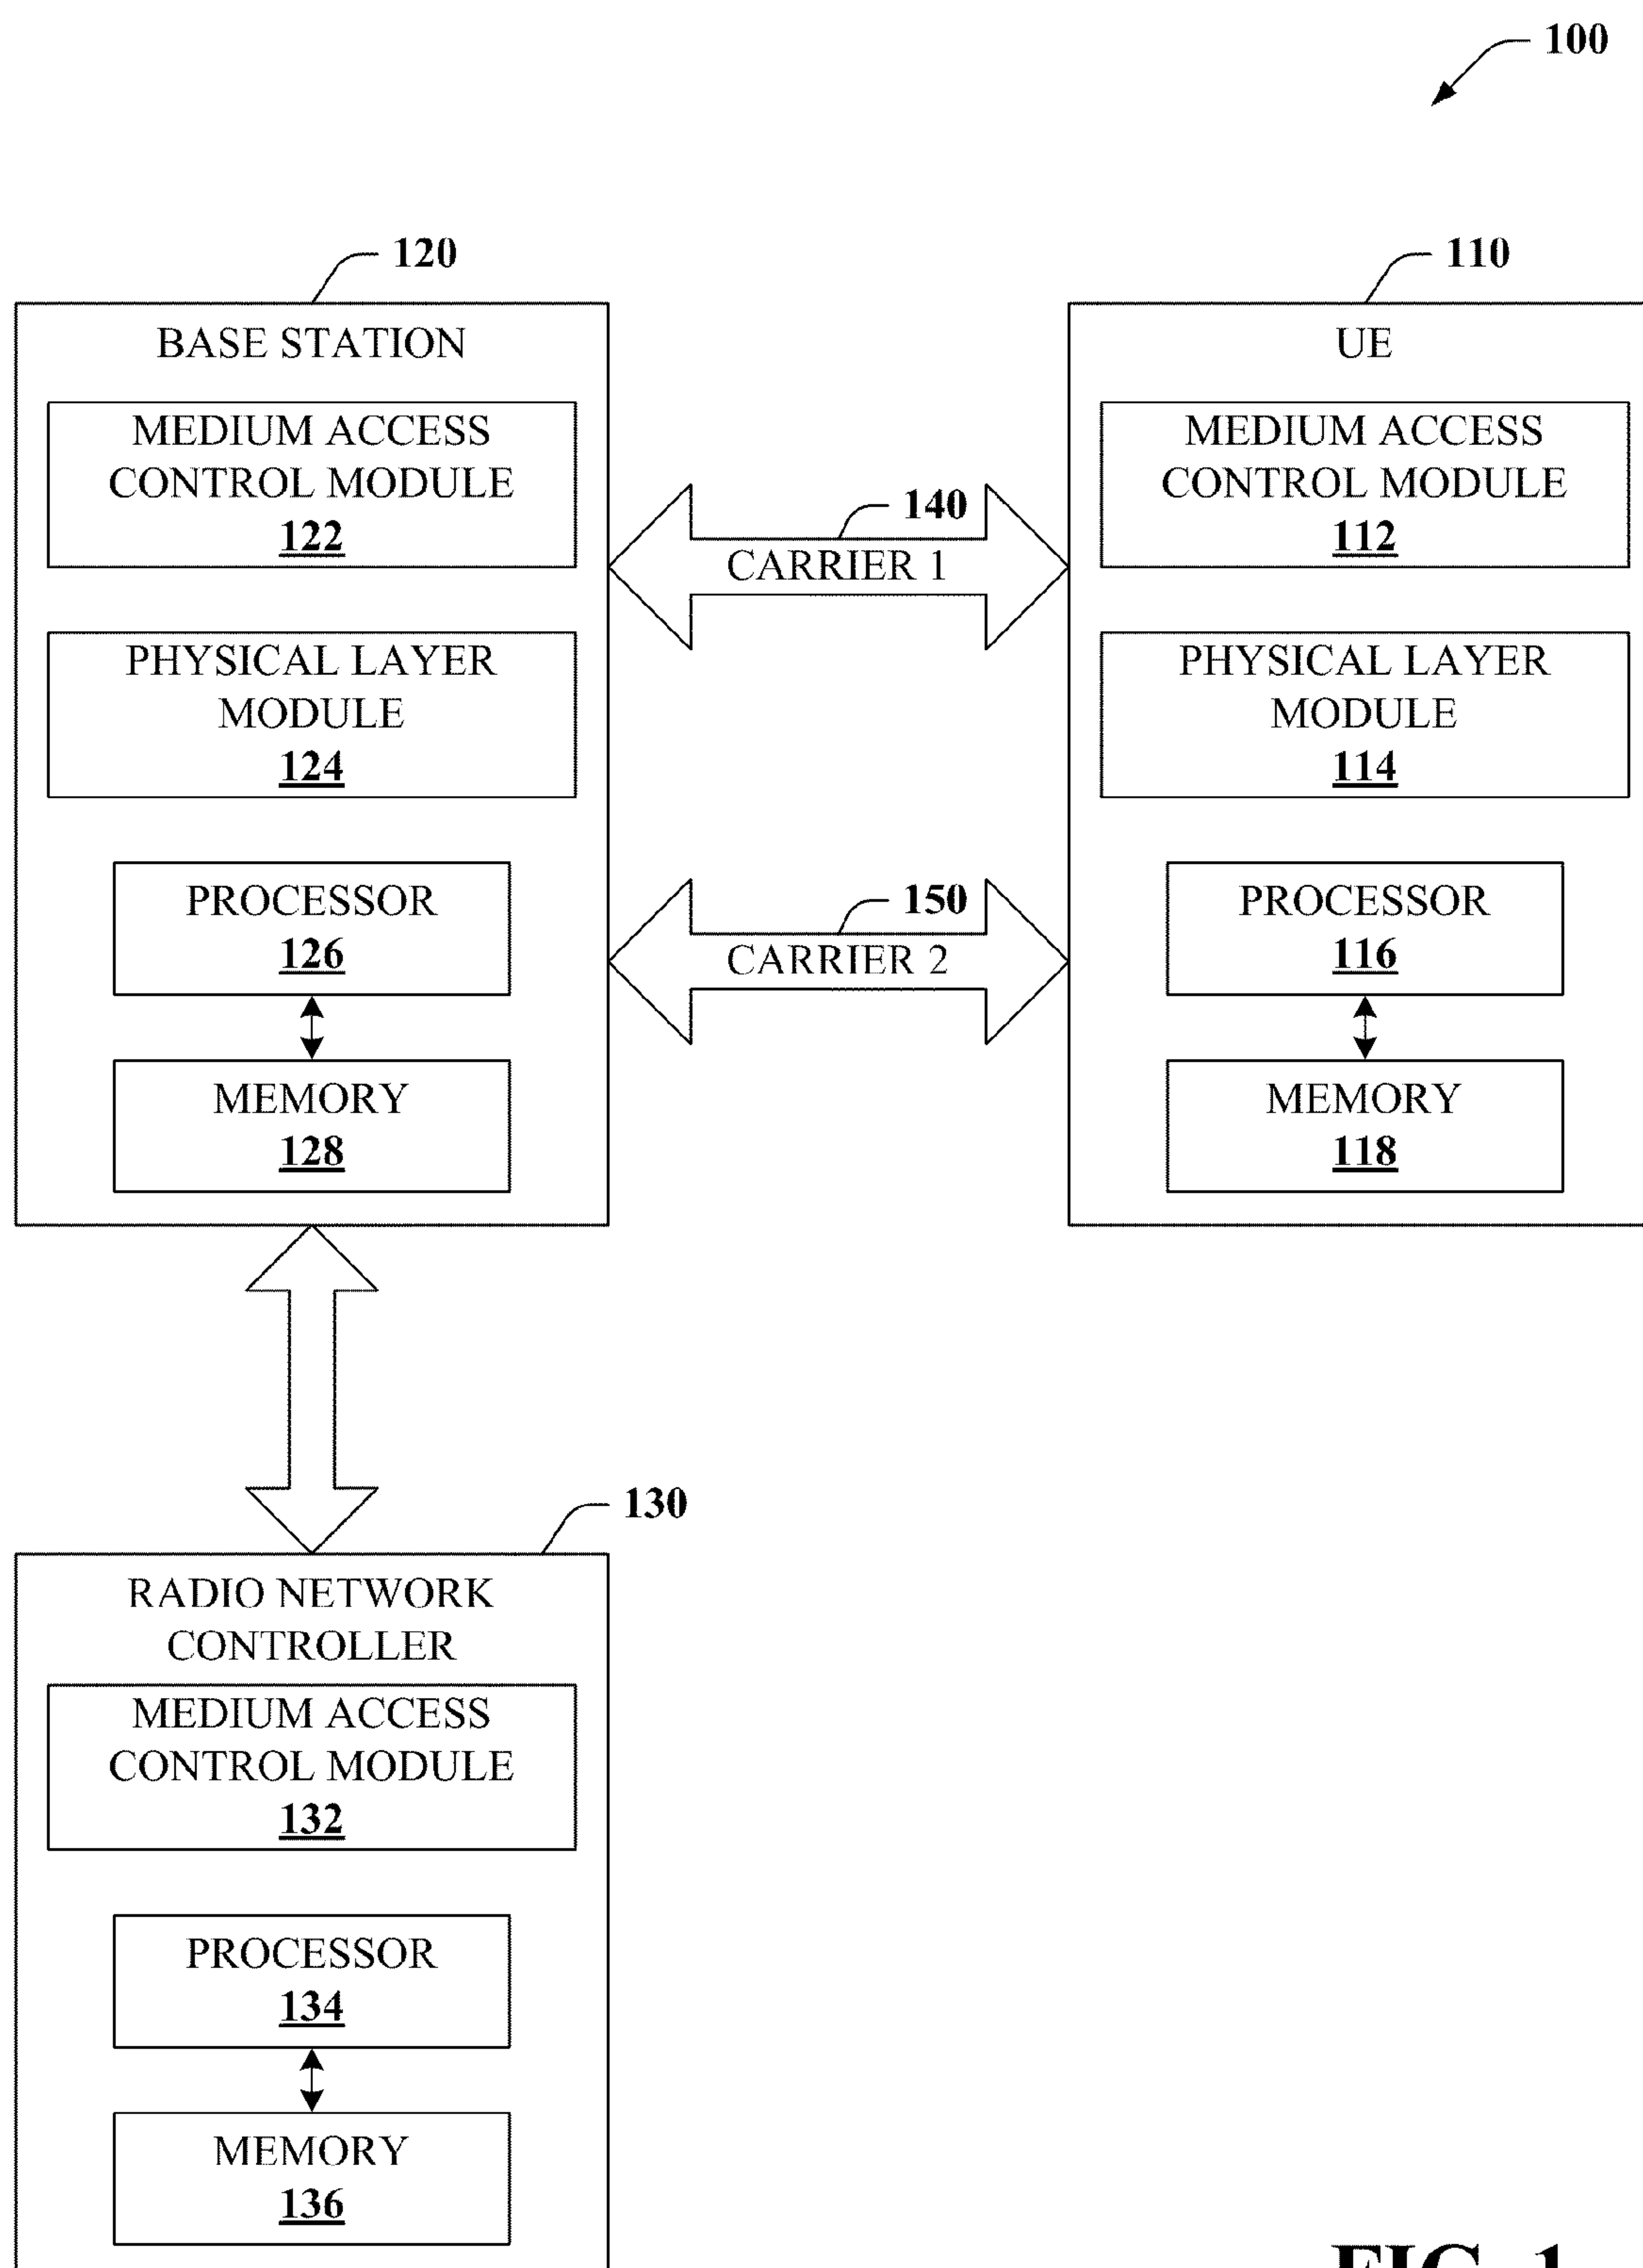 100
120
BASE STATION
MEDIUM ACCESS
CONTROL MODULE
122
PHYSICAL LAYER
MODULE
124
PROCESSOR
126
MEMORY
128
140
CARRIER 1
150
CARRIER 2
110
UE
MEDIUM ACCESS
CONTROL MODULE
112
PHYSICAL LAYER
MODULE
114
PROCESSOR
116
MEMORY
118
130
RADIO NETWORK
CONTROLLER
MEDIUM ACCESS
CONTROL MODULE
132
PROCESSOR
134
MEMORY
136
FIG. 1